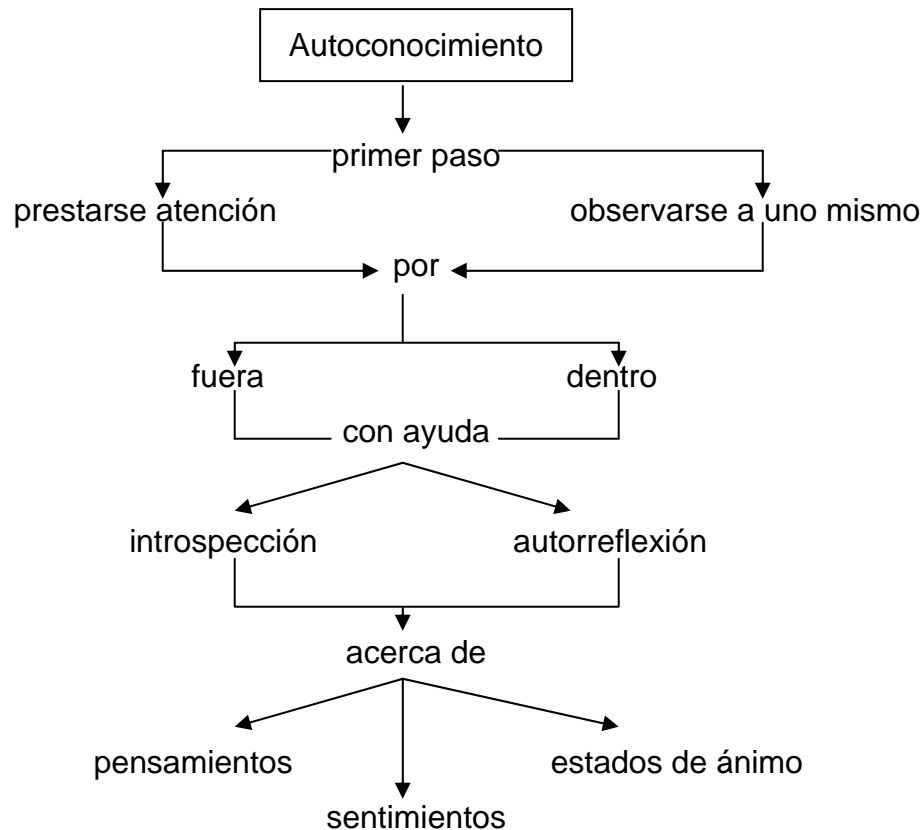 Autoconocimiento
primer paso
prestarse atención
observarse a uno mismo
por
fuera
dentro
con ayuda
introspección
autorreflexión
acerca de
pensamientos
estados de ánimo
sentimientos